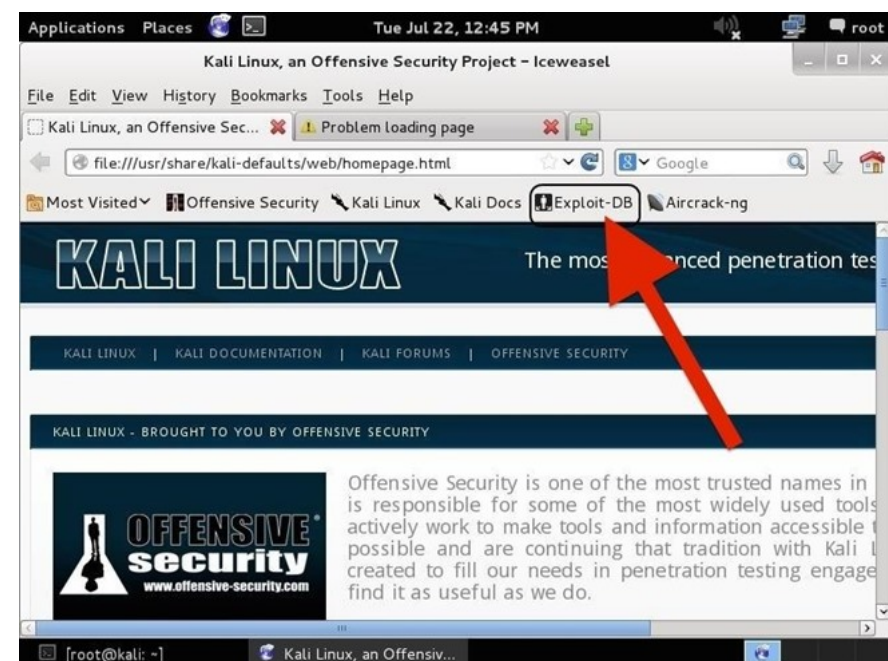 Applications Places Tue Jul 22, 12:45 PM root
Kali Linux, an Offensive Security Project - Iceweasel
File Edit View History Bookmarks Tools Help
Kali Linux, an Offensive Sec... Problem loading page
file:///usr/share/kali-defaults/web/homepage.html Google
Most Visited Offensive Security Kali Linux Kali Docs Exploit-DB Aircrack-ng
KALI LINUX The mos anced penetration tes
KALI LINUX | KALI DOCUMENTATION | KALI FORUMS | OFFENSIVE SECURITY
KALI LINUX - BROUGHT TO YOU BY OFFENSIVE SECURITY
OFFENSIVE
security
www.offensive-security.com
Offensive Security is one of the most trusted names in
is responsible for some of the most widely used tools
actively work to make tools and information accessible
possible and are continuing that tradition with Kali
created to fill our needs in penetration testing engage
find it as useful as we do.
[root@kali: ~] Kali Linux, an Offensiv...